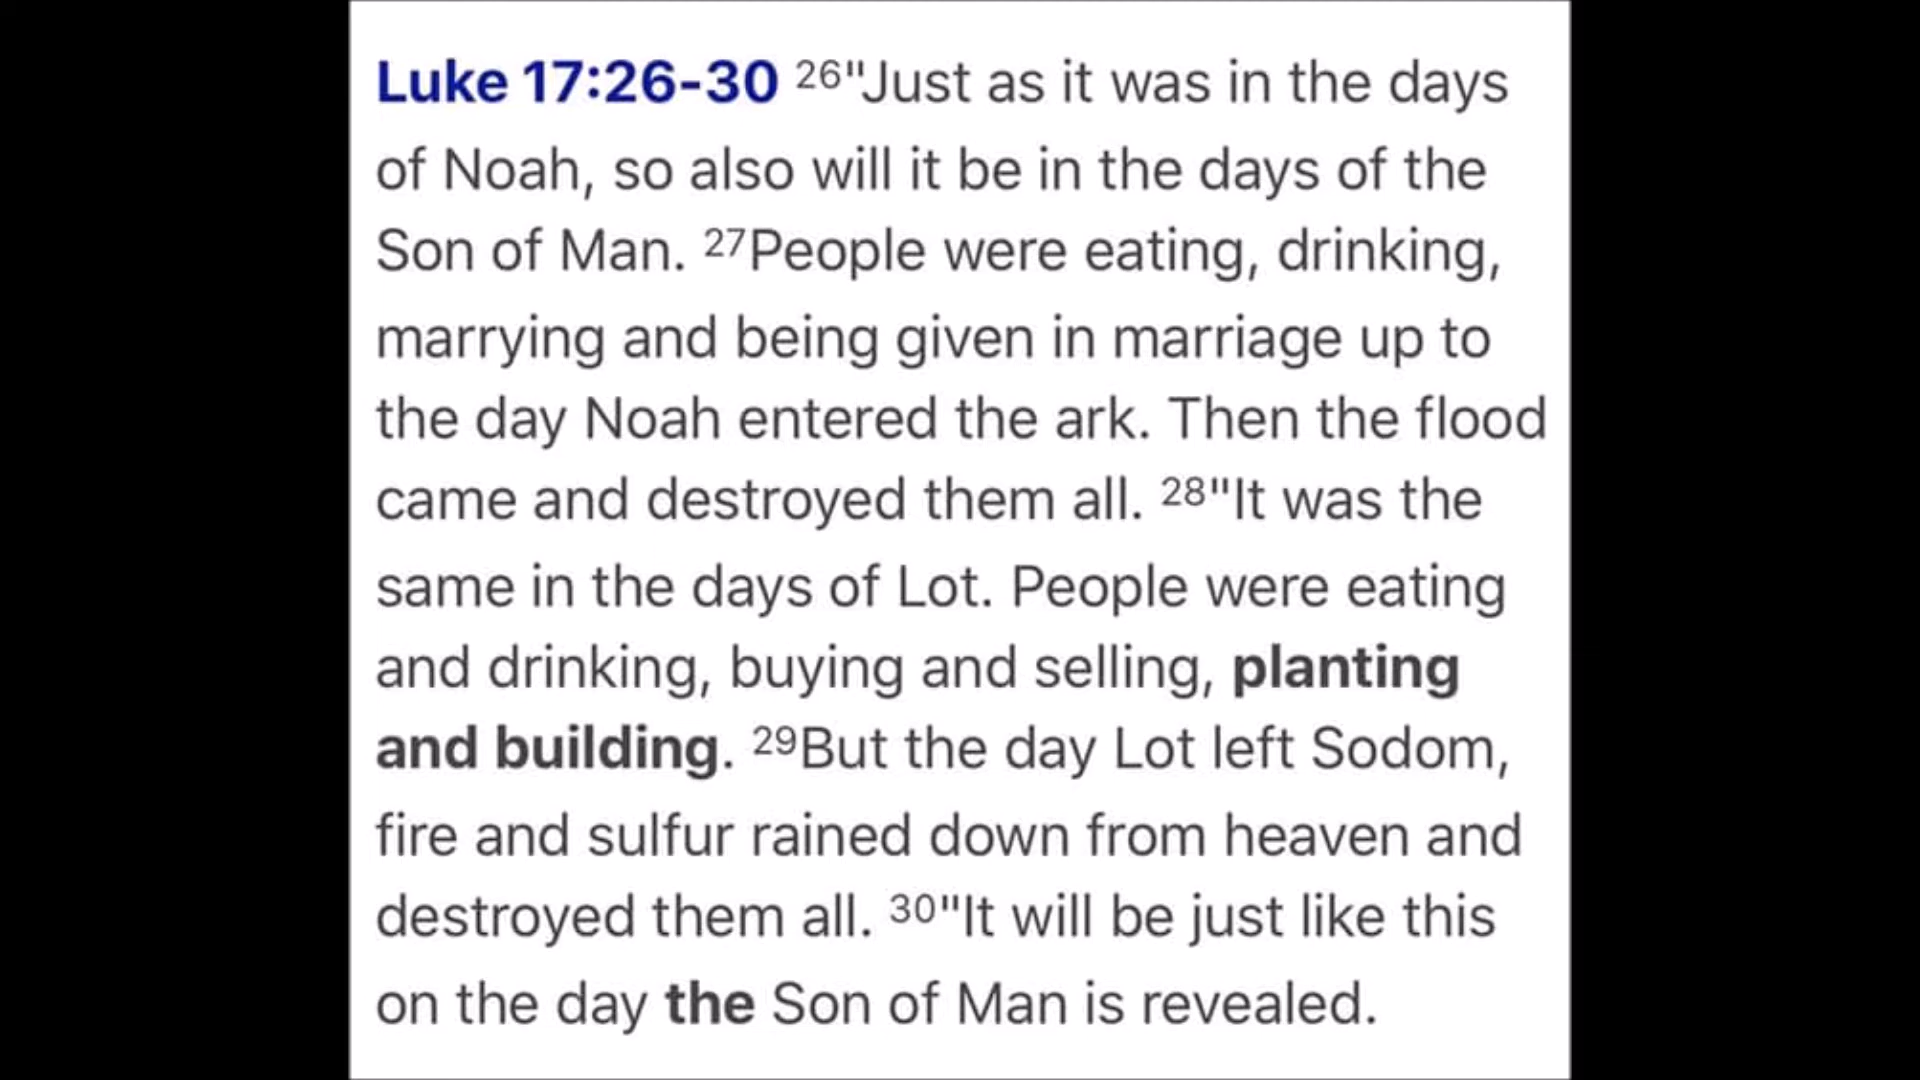 Luke 17:26-30 26"Just as it was in the days
of Noah, so also will it be in the days of the
Son of Man. 27People were eating, drinking,
marrying and being given in marriage up to
the day Noah entered the ark. Then the flood
came and destroyed them all. 28"It was the
same in the days of Lot. People were eating
and drinking, buying and selling, planting
and building. 29But the day Lot left Sodom,
fire and sulfur rained down from heaven and
destroyed them all. 30"It will be just like this
on the day the Son of Man is revealed.